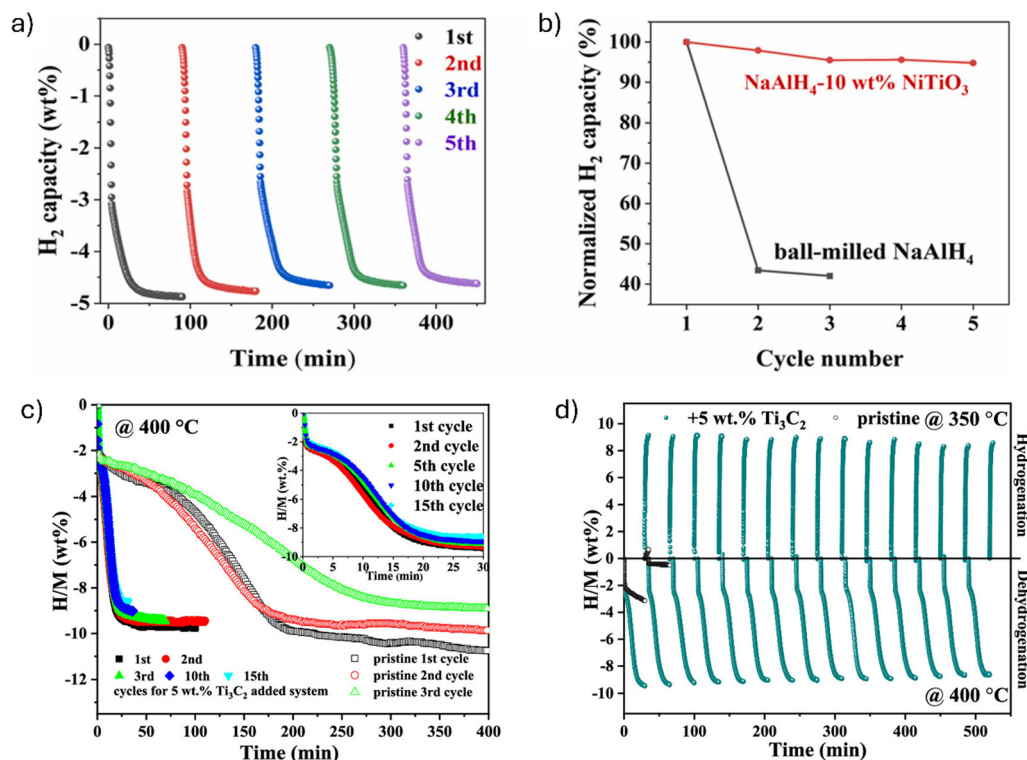 a)
H₂ capacity (wt%)
0
-1
-2
-3
-4
-5
1st
2nd
3rd
4th
5th
0 100 200 300 400
Time (min)
b)
Normalized H₂ capacity (%)
100
90
80
70
60
50
40
NaAlH₄-10 wt% NiTiO₃
ball-milled NaAlH₄
1 2 3 4 5
Cycle number
c)
H/M (wt%)
0
-2
-4
-6
-8
-10
-12
@ 400 °C
H/M (wt.%)
0
-2
-4
-6
-8
-10
1st cycle
2nd cycle
5th cycle
10th cycle
15th cycle
0 5 10 15 20 25 30
Time (min)
1st 2nd
3rd 10th 15th
cycles for 5 wt.% Ti₃C₂ added system
pristine 1st cycle
pristine 2nd cycle
pristine 3rd cycle
0 50 100 150 200 250 300 350 400
Time (min)
d)
H/M (wt%)
10
8
6
4
2
0
-2
-4
-6
-8
-10
+5 wt.% Ti₃C₂ pristine @ 350 °C
Hydrogenation
Dehydrogenation
@ 400 °C
0 100 200 300 400 500
Time (min)